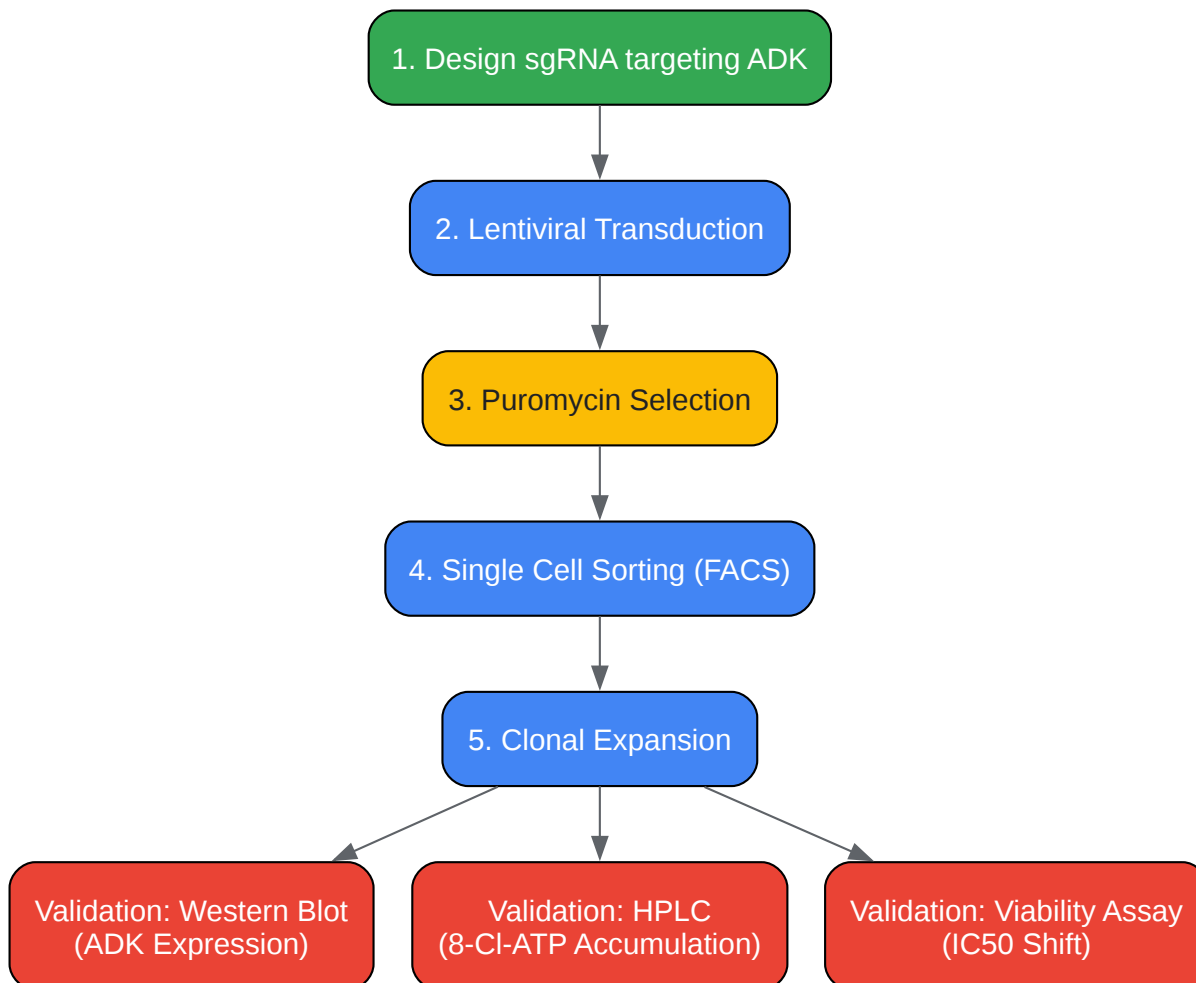 1. Design sgRNA targeting ADK
2. Lentiviral Transduction
3. Puromycin Selection
4. Single Cell Sorting (FACS)
5. Clonal Expansion
Validation: Western Blot
(ADK Expression)
Validation: HPLC
(8-Cl-ATP Accumulation)
Validation: Viability Assay
(IC50 Shift)